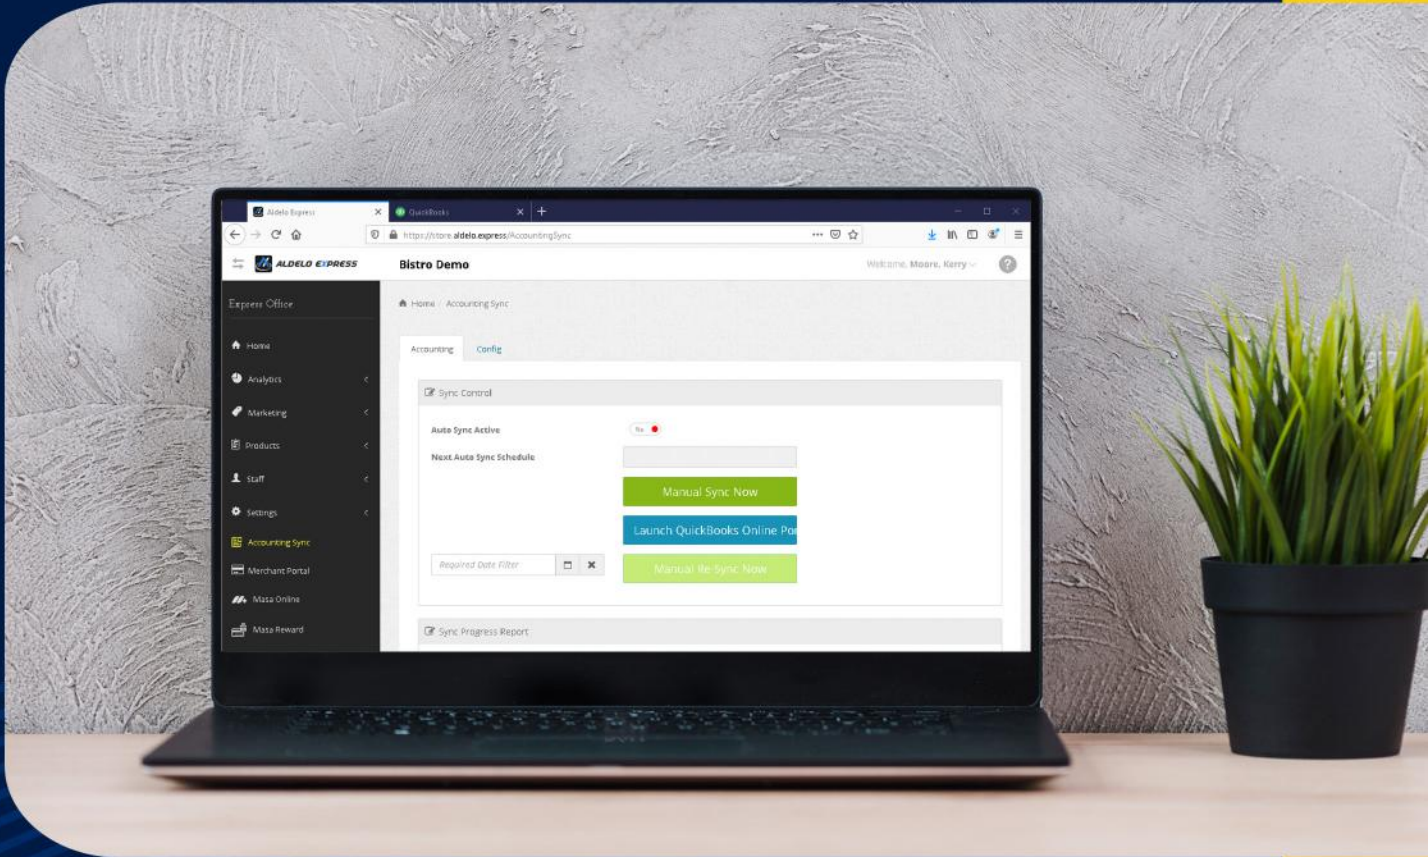 Aldelo Express
QuickBooks
https://store.aldelo.express/AccountingSync
ALDELO EXPRESS
Bistro Demo
Welcome, Moore, Kerry
Express Office
Home / Accounting Sync
Home
Accounting
Config
Analytics
Sync Control
Marketing
Auto Sync Active
No
Products
Next Auto Sync Schedule
Staff
Manual Sync Now
Settings
Launch QuickBooks Online Por
Accounting Sync
Required Date Filter
Manual Re-Sync Now
Merchant Portal
Masa Online
Masa Reward
Sync Progress Report